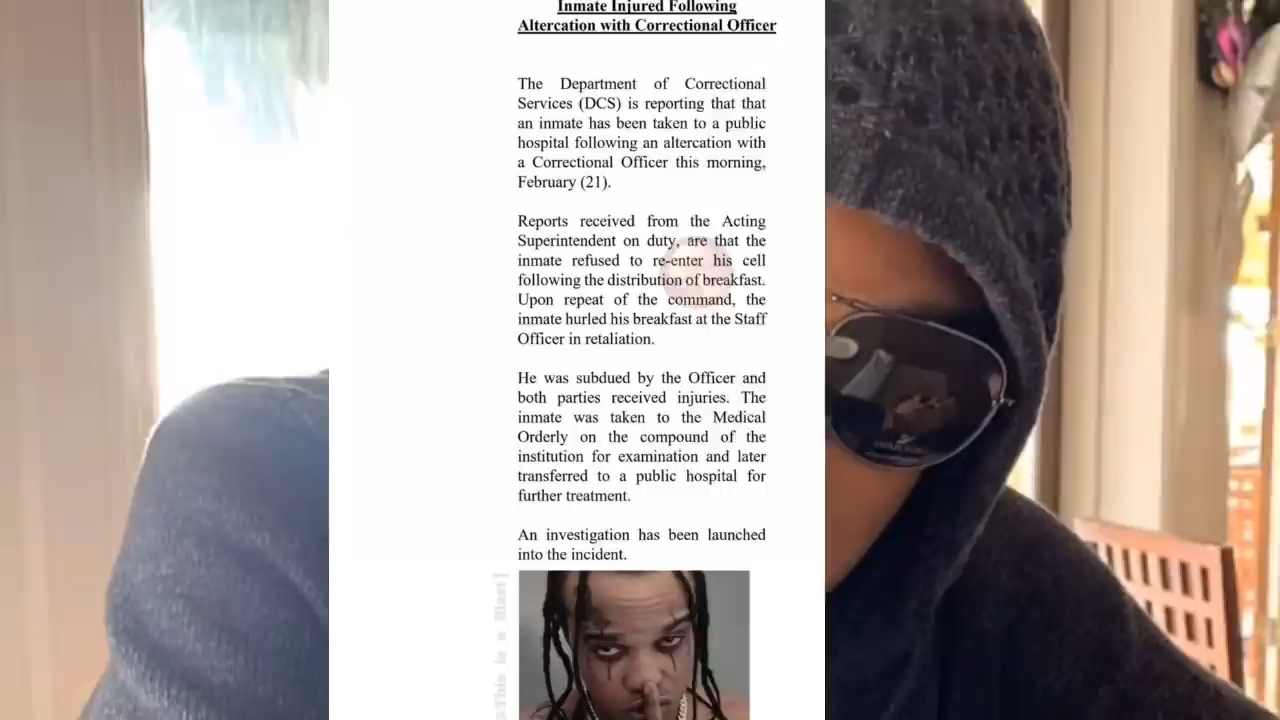 Inmate Injured Following
Altercation with Correctional Officer
The Department of Correctional
Services (DCS) is reporting that that
an inmate has been taken to a public
hospital following an altercation with
a Correctional Officer this morning,
February (21).
Reports received from the Acting
Superintendent on duty, are that the
inmate refused to re-enter his cell
following the distribution of breakfast.
Upon repeat of the command, the
inmate hurled his breakfast at the Staff
Officer in retaliation.
He was subdued by the Officer and
both parties received injuries. The
inmate was taken to the Medical
Orderly on the compound of the
institution for examination and later
transferred to a public hospital for
further treatment.
An investigation has been launched
into the incident.
This_is_a_Blast]